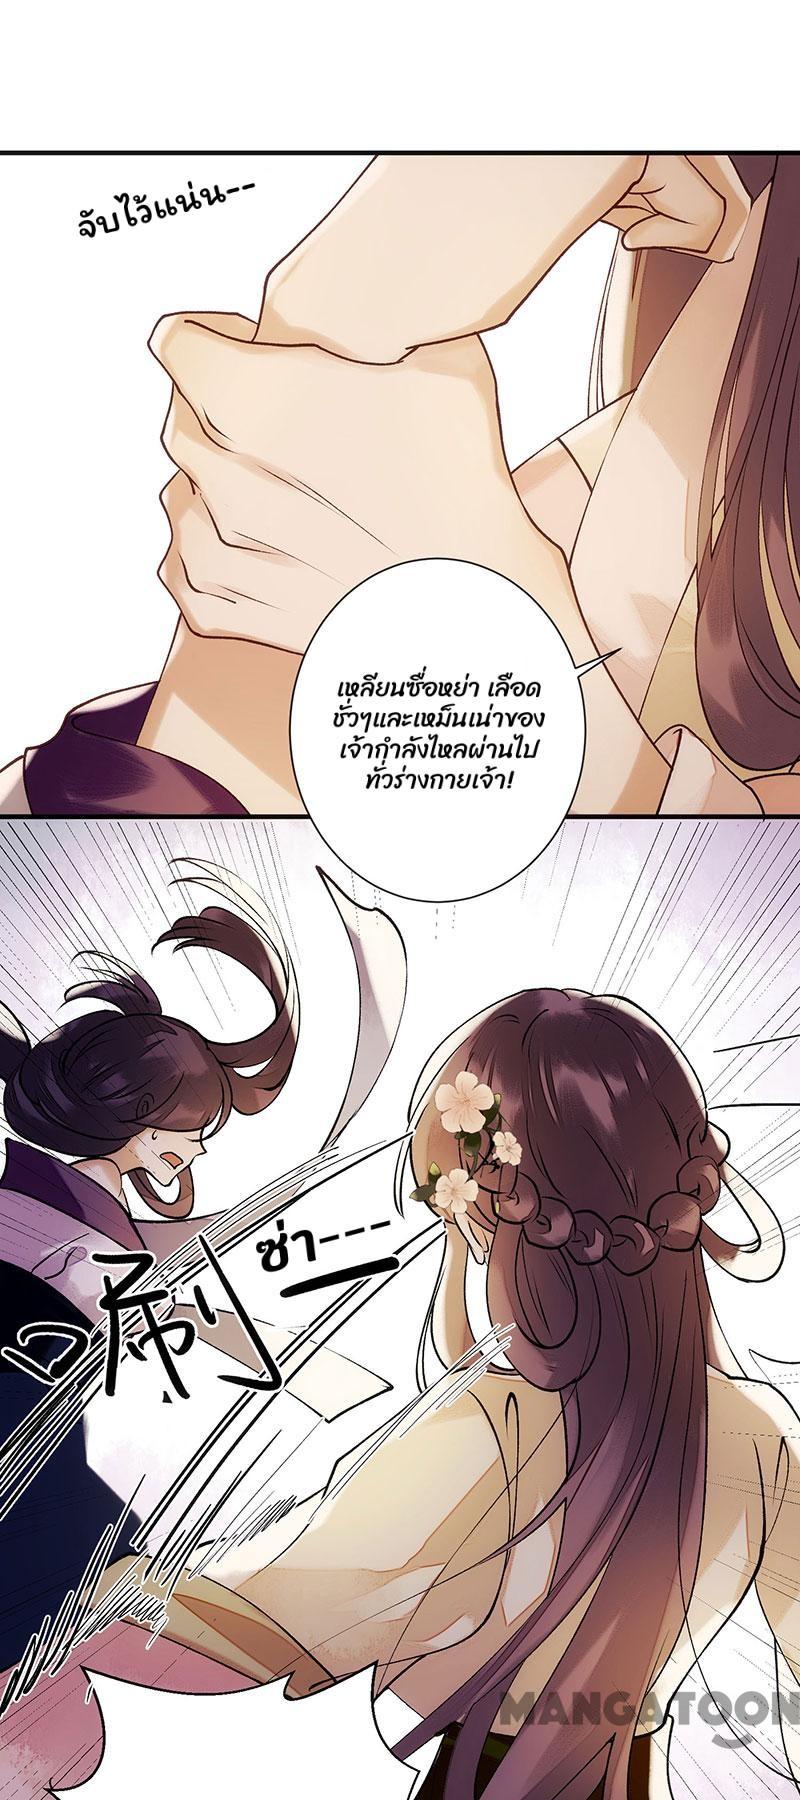 จับไว้แน่น--
เหลียนซื่อหย่า เลือด
ชั่วๆและเหม็นเน่าของ
เจ้ากำลังไหลผ่านไป
ทั่วร่างกายเจ้า!
ซ่า---
唰
MANGATOON